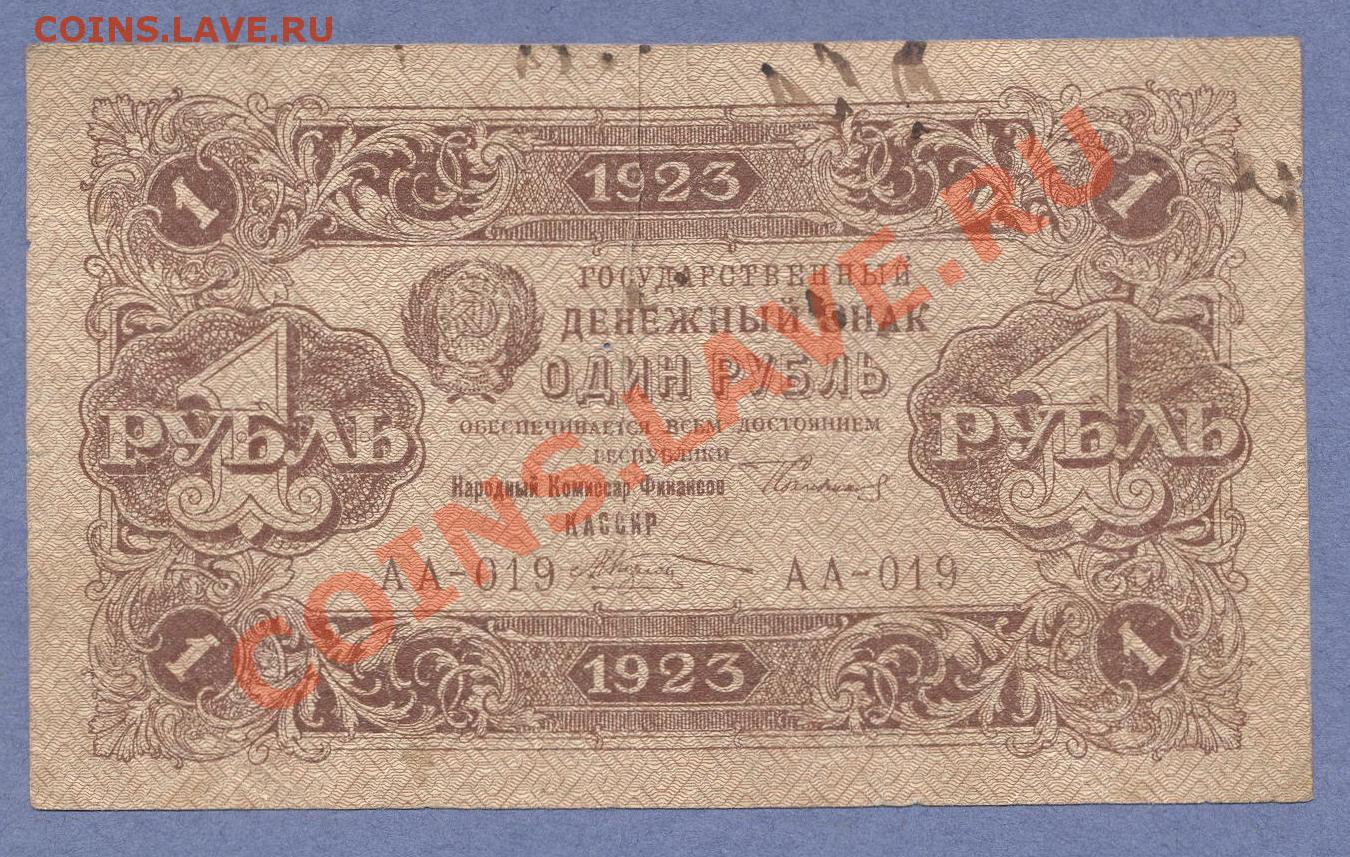 COINS.LAVE.RU
1923
1 1
ГОСУДАРСТВЕННЫЙ
ДЕНЕЖНЫЙ ЗНАК
ОДИН РУБЛЬ
1 РУБЛЬ 1 РУБЛЬ
ОБЕСПЕЧИВАЕТСЯ ВСЕМ ДОСТОЯНИЕМ
РЕСПУБЛИКИ
Народный Комиссар Финансов
КАССИР
АА-019 АА-019
1 1
1923
COINS.LAVE.RU